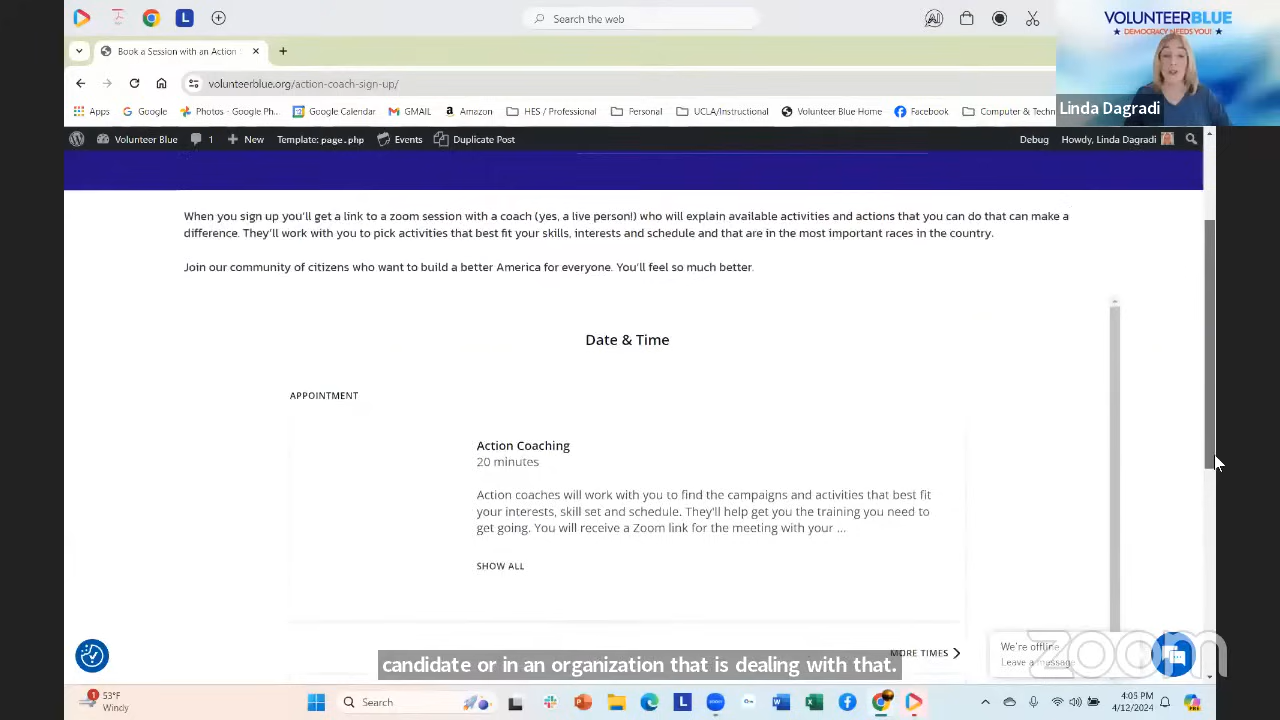 Search the web
VOLUNTEERBLUE
★ DEMOCRACY NEEDS YOU! ★
Book a Session with an Action
volunteerblue.org/action-coach-sign-up/
Linda Dagradi
Apps Google Photos - Google Ph... Google Calendar GMAIL Amazon HES / Professional Personal UCLA/Instructional Volunteer Blue Home Facebook Computer & Techn
Volunteer Blue 1 New Template: page.php Events Duplicate Post Debug Howdy, Linda Dagradi
When you sign up you'll get a link to a zoom session with a coach (yes, a live person!) who will explain available activities and actions that you can do that can make a
difference. They'll work with you to pick activities that best fit your skills, interests and schedule and that are in the most important races in the country.
Join our community of citizens who want to build a better America for everyone. You'll feel so much better.
Date & Time
APPOINTMENT
Action Coaching
20 minutes
Action coaches will work with you to find the campaigns and activities that best fit
your interests, skill set and schedule. They'll help get you the training you need to
get going. You will receive a Zoom link for the meeting with your ...
SHOW ALL
MORE TIMES
We're offline
Leave a message
zoom
candidate or in an organization that is dealing with that.
53°F
Windy
Search
4:05 PM
4/12/2024